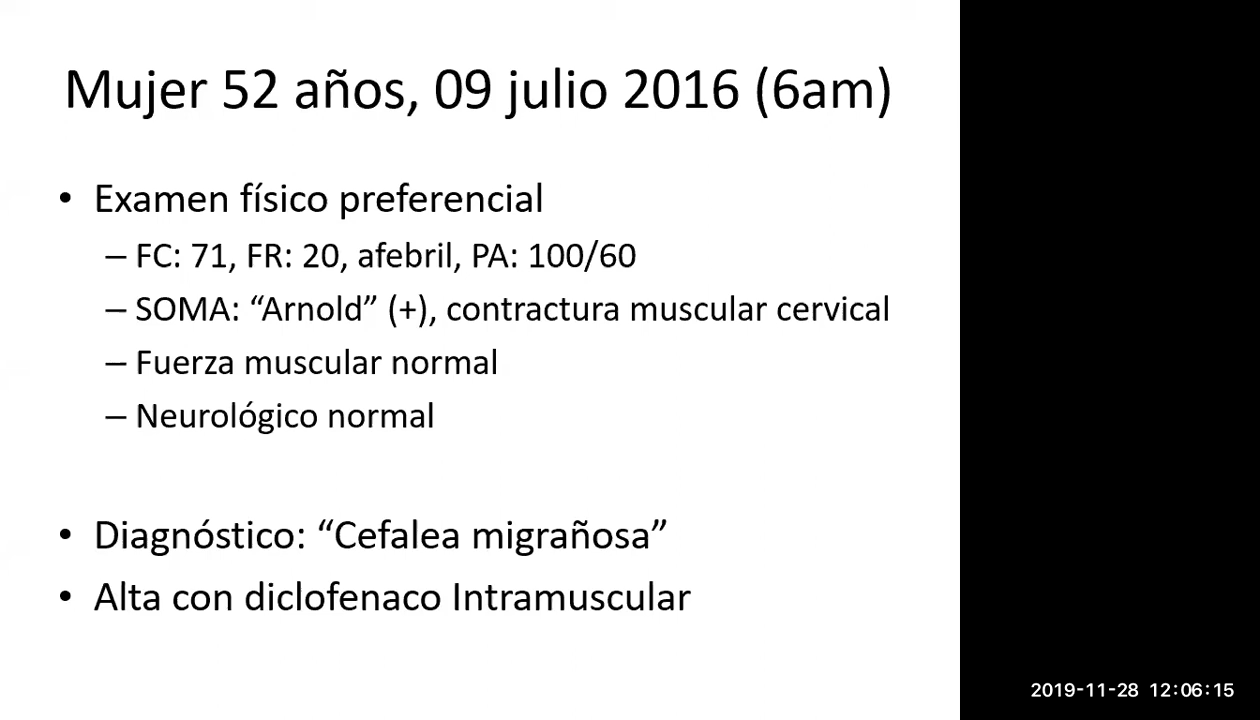 Mujer 52 años, 09 julio 2016 (6am)
• Examen físico preferencial
– FC: 71, FR: 20, afebril, PA: 100/60
– SOMA: “Arnold” (+), contractura muscular cervical
– Fuerza muscular normal
– Neurológico normal
• Diagnóstico: “Cefalea migrañosa”
• Alta con diclofenaco Intramuscular
2019-11-28 12:06:15